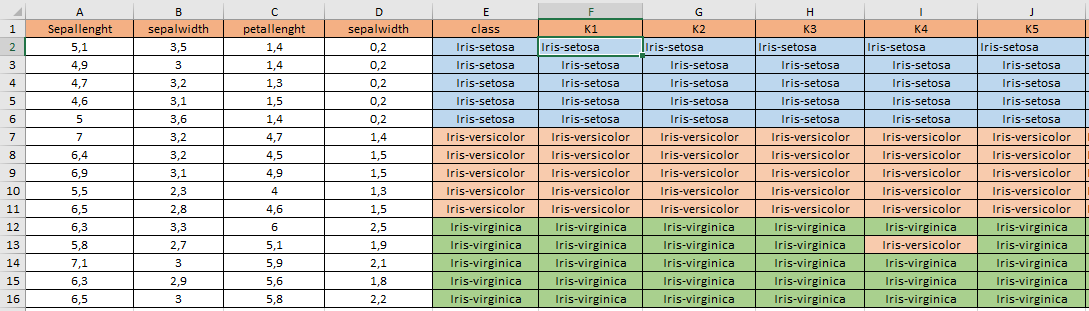 A B C D E F G H I J
1 Sepallenght sepalwidth petallenght sepalwidth class K1 K2 K3 K4 K5
2 5,1 3,5 1,4 0,2 Iris-setosa Iris-setosa Iris-setosa Iris-setosa Iris-setosa Iris-setosa
3 4,9 3 1,4 0,2 Iris-setosa Iris-setosa Iris-setosa Iris-setosa Iris-setosa Iris-setosa
4 4,7 3,2 1,3 0,2 Iris-setosa Iris-setosa Iris-setosa Iris-setosa Iris-setosa Iris-setosa
5 4,6 3,1 1,5 0,2 Iris-setosa Iris-setosa Iris-setosa Iris-setosa Iris-setosa Iris-setosa
6 5 3,6 1,4 0,2 Iris-setosa Iris-setosa Iris-setosa Iris-setosa Iris-setosa Iris-setosa
7 7 3,2 4,7 1,4 Iris-versicolor Iris-versicolor Iris-versicolor Iris-versicolor Iris-versicolor Iris-versicolor
8 6,4 3,2 4,5 1,5 Iris-versicolor Iris-versicolor Iris-versicolor Iris-versicolor Iris-versicolor Iris-versicolor
9 6,9 3,1 4,9 1,5 Iris-versicolor Iris-versicolor Iris-versicolor Iris-versicolor Iris-versicolor Iris-versicolor
10 5,5 2,3 4 1,3 Iris-versicolor Iris-versicolor Iris-versicolor Iris-versicolor Iris-versicolor Iris-versicolor
11 6,5 2,8 4,6 1,5 Iris-versicolor Iris-versicolor Iris-versicolor Iris-versicolor Iris-versicolor Iris-versicolor
12 6,3 3,3 6 2,5 Iris-virginica Iris-virginica Iris-virginica Iris-virginica Iris-virginica Iris-virginica
13 5,8 2,7 5,1 1,9 Iris-virginica Iris-virginica Iris-virginica Iris-virginica Iris-versicolor Iris-virginica
14 7,1 3 5,9 2,1 Iris-virginica Iris-virginica Iris-virginica Iris-virginica Iris-virginica Iris-virginica
15 6,3 2,9 5,6 1,8 Iris-virginica Iris-virginica Iris-virginica Iris-virginica Iris-virginica Iris-virginica
16 6,5 3 5,8 2,2 Iris-virginica Iris-virginica Iris-virginica Iris-virginica Iris-virginica Iris-virginica